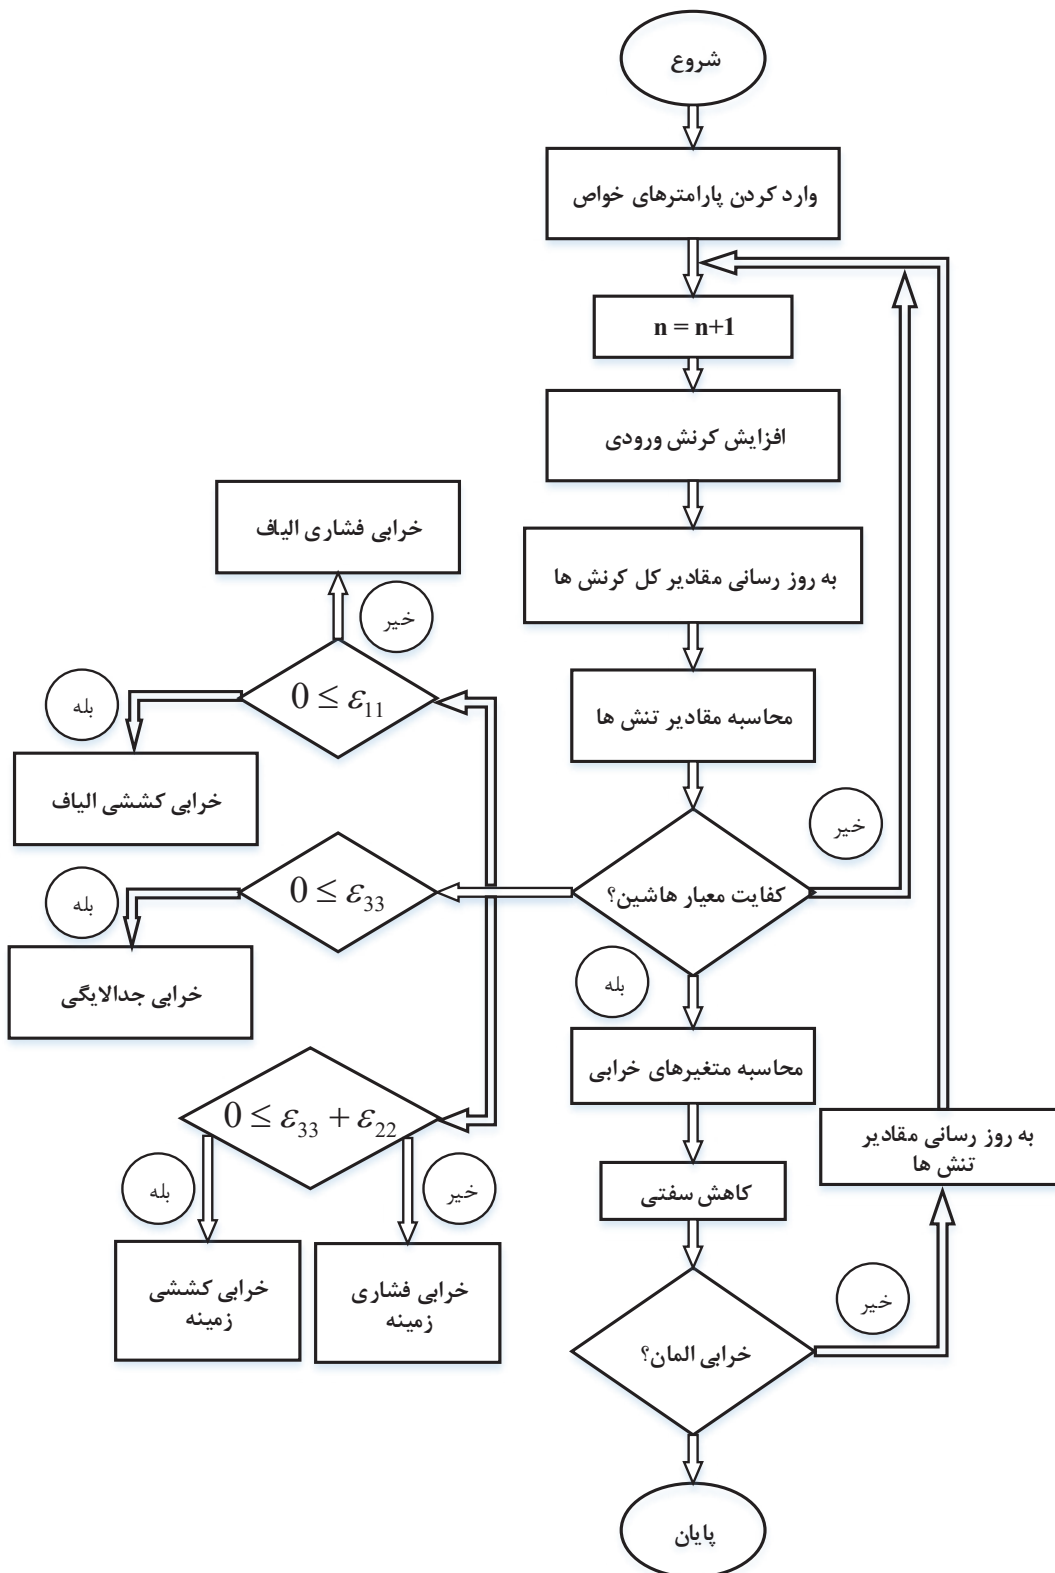 شروع
وارد کردن پارامترهای خواص
n = n+1
افزایش کرنش ورودی
به روز رسانی مقادیر کل کرنش ها
محاسبه مقادیر تنش ها
کفایت معیار هاشین؟
خیر
بله
محاسبه متغیرهای خرابی
کاهش سفتی
خرابی المان؟
خیر
به روز رسانی مقادیر
تنش ها
پایان
خرابی فشاری الیاف
خیر
0 ≤ ε₁₁
بله
خرابی کششی الیاف
0 ≤ ε₃₃
بله
خرابی جدالایگی
0 ≤ ε₃₃ + ε₂₂
بله
خیر
خرابی کششی
زمینه
خرابی فشاری
زمینه